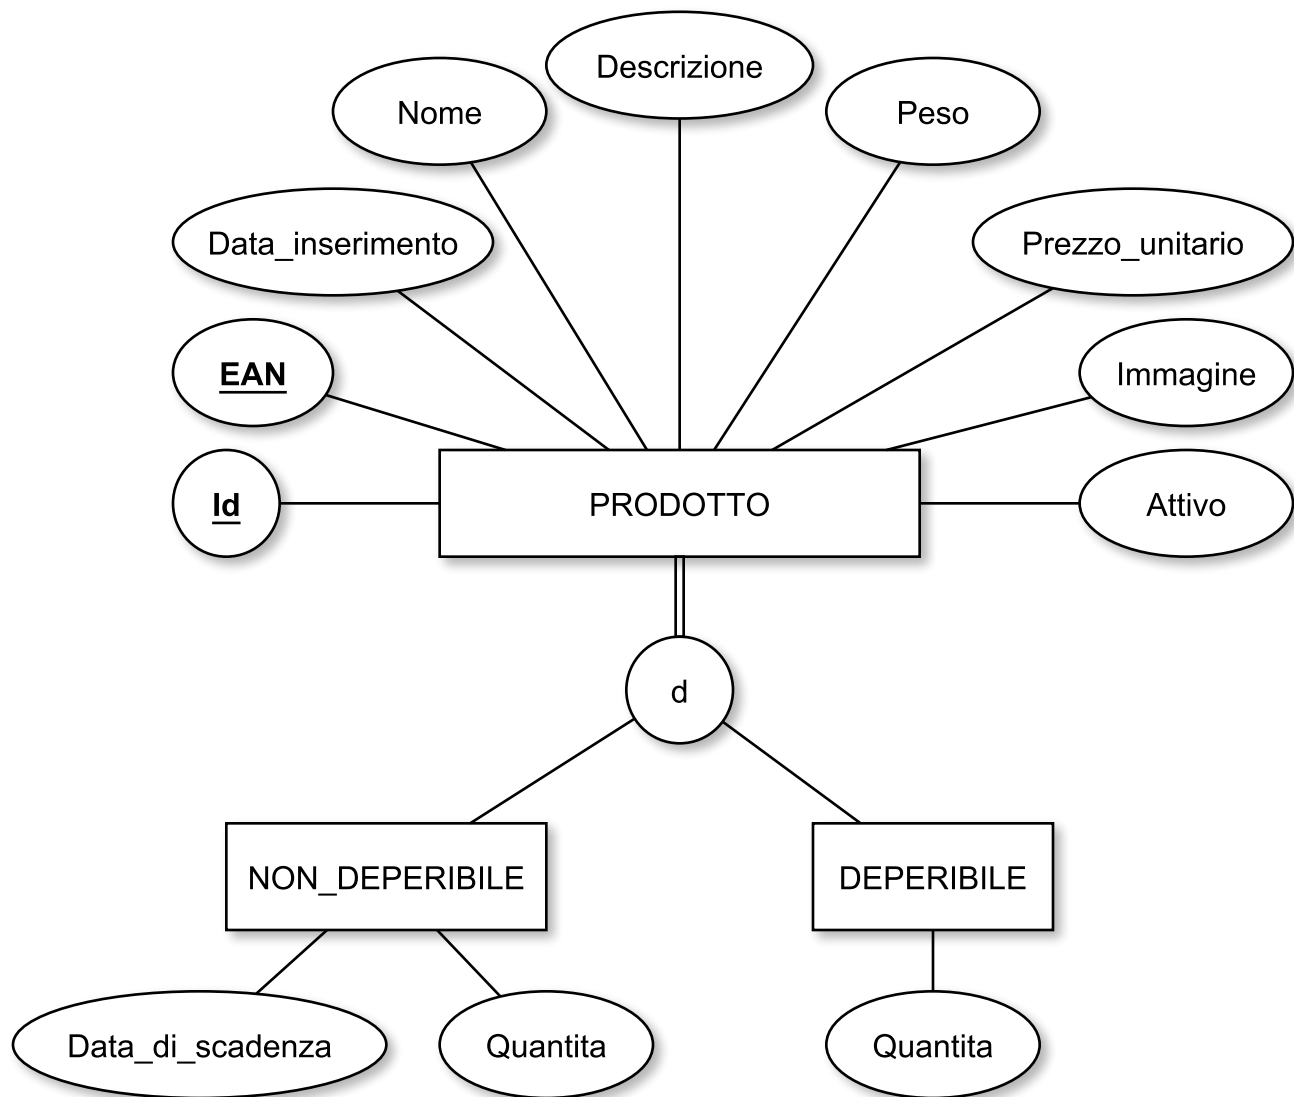 Descrizione
Nome
Peso
Data_inserimento
Prezzo_unitario
EAN
Immagine
Id
PRODOTTO
Attivo
d
NON_DEPERIBILE
DEPERIBILE
Data_di_scadenza
Quantita
Quantita